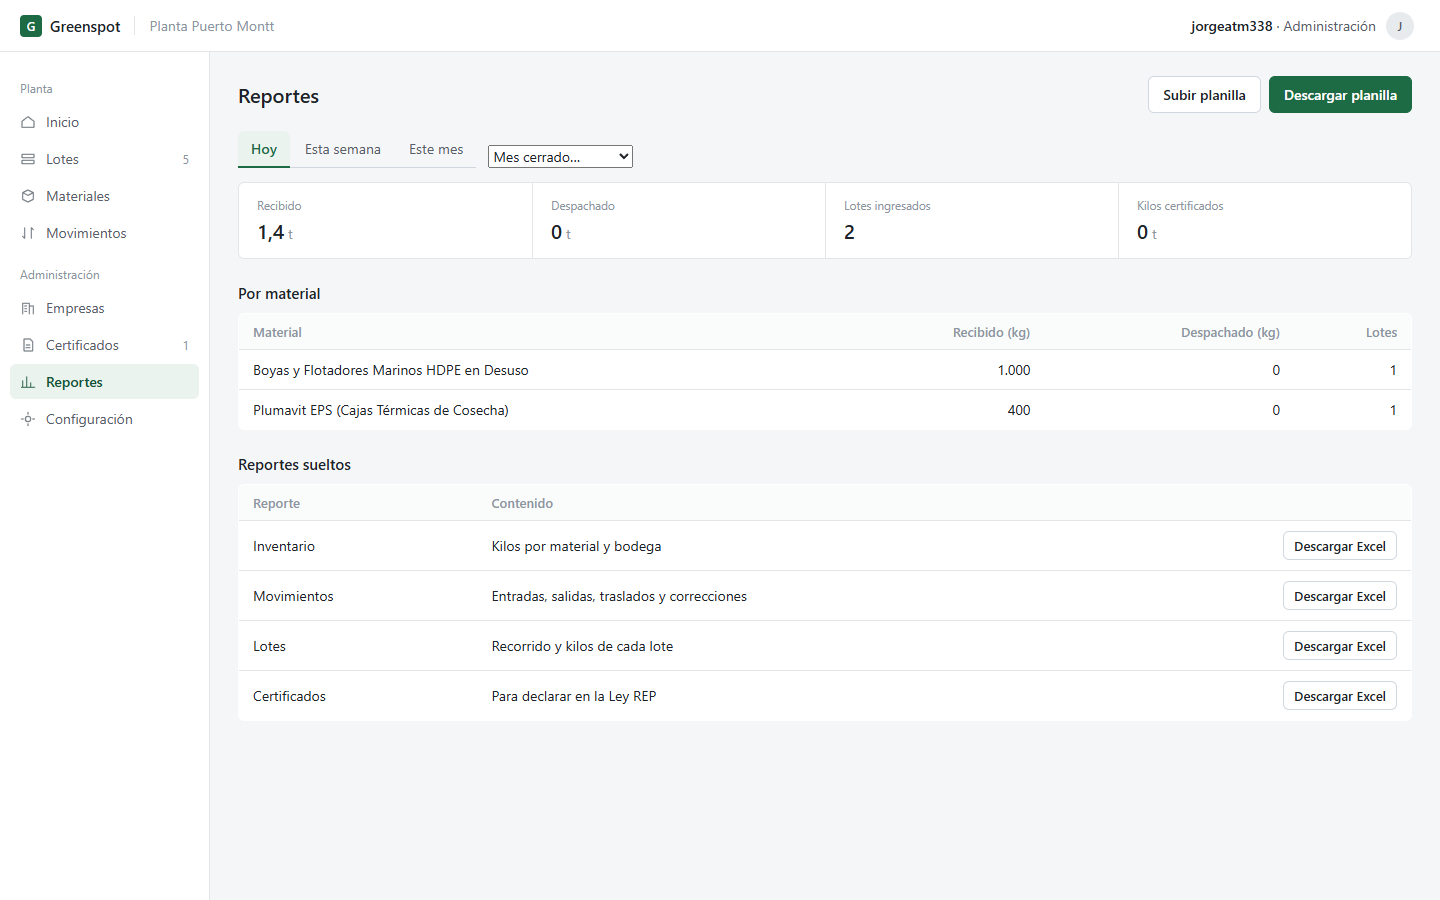 G Greenspot Planta Puerto Montt
jorgeatm338 · Administración J
Planta
Inicio
Lotes 5
Materiales
Movimientos
Administración
Empresas
Certificados 1
Reportes
Configuración
Reportes
Subir planilla Descargar planilla
Hoy Esta semana Este mes Mes cerrado...
Recibido Despachado Lotes ingresados Kilos certificados
1,4 t 0 t 2 0 t
Por material
Material Recibido (kg) Despachado (kg) Lotes
Boyas y Flotadores Marinos HDPE en Desuso 1.000 0 1
Plumavit EPS (Cajas Térmicas de Cosecha) 400 0 1
Reportes sueltos
Reporte Contenido
Inventario Kilos por material y bodega Descargar Excel
Movimientos Entradas, salidas, traslados y correcciones Descargar Excel
Lotes Recorrido y kilos de cada lote Descargar Excel
Certificados Para declarar en la Ley REP Descargar Excel